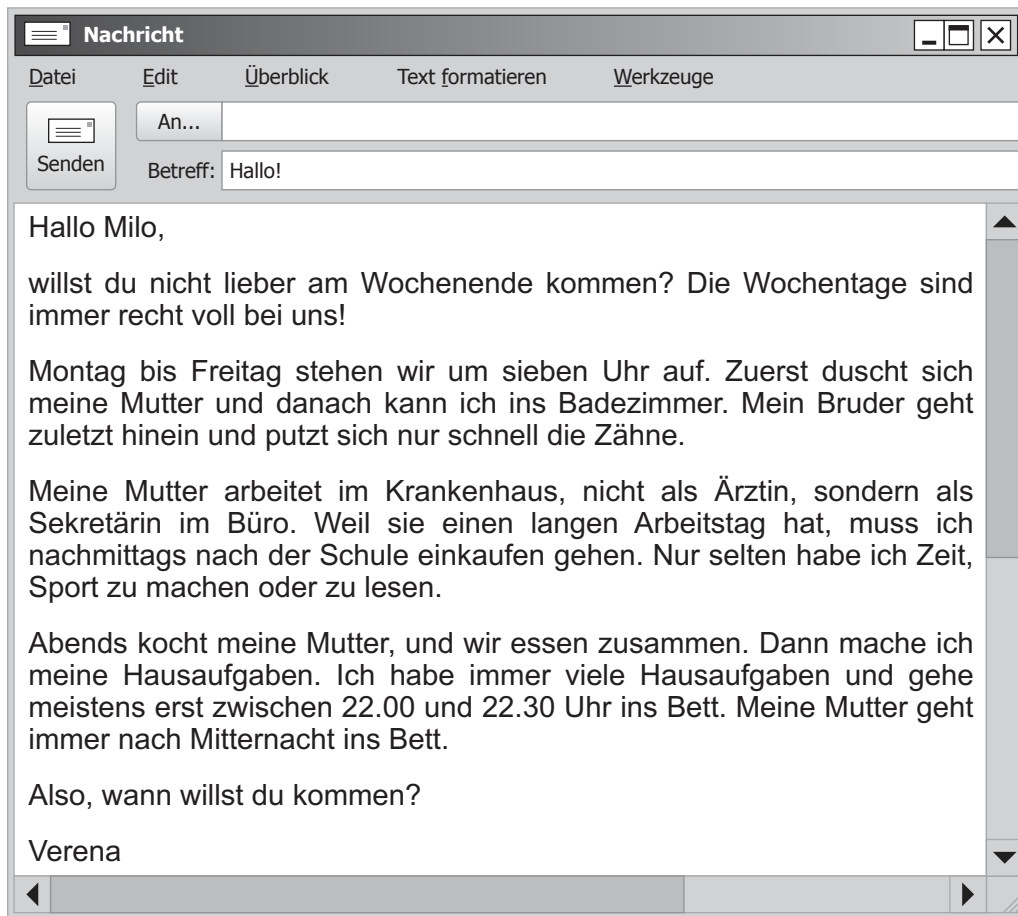 Nachricht
Datei Edit Überblick Text formatieren Werkzeuge
An...
Senden
Betreff: Hallo!
Hallo Milo,
willst du nicht lieber am Wochenende kommen? Die Wochentage sind
immer recht voll bei uns!
Montag bis Freitag stehen wir um sieben Uhr auf. Zuerst duscht sich
meine Mutter und danach kann ich ins Badezimmer. Mein Bruder geht
zuletzt hinein und putzt sich nur schnell die Zähne.
Meine Mutter arbeitet im Krankenhaus, nicht als Ärztin, sondern als
Sekretärin im Büro. Weil sie einen langen Arbeitstag hat, muss ich
nachmittags nach der Schule einkaufen gehen. Nur selten habe ich Zeit,
Sport zu machen oder zu lesen.
Abends kocht meine Mutter, und wir essen zusammen. Dann mache ich
meine Hausaufgaben. Ich habe immer viele Hausaufgaben und gehe
meistens erst zwischen 22.00 und 22.30 Uhr ins Bett. Meine Mutter geht
immer nach Mitternacht ins Bett.
Also, wann willst du kommen?
Verena